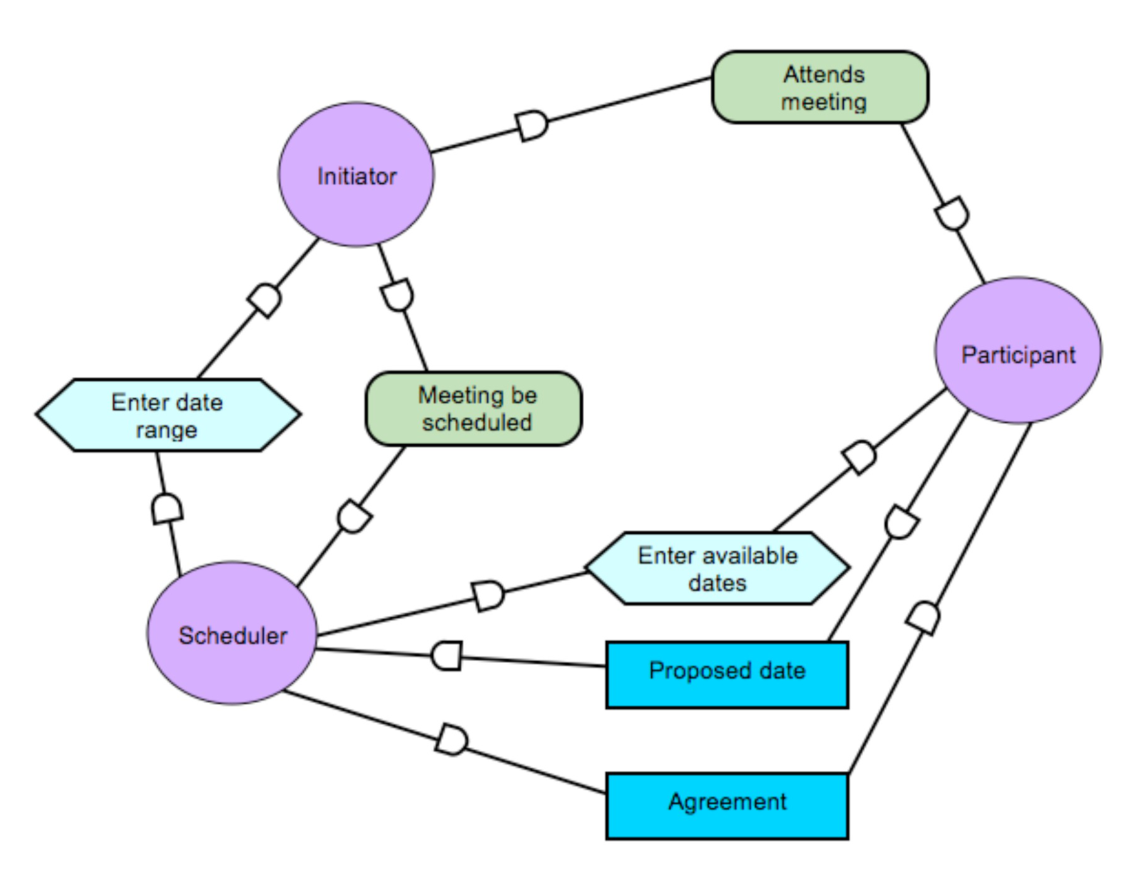 Attends
meeting
Initiator
Participant
Enter date
range
Meeting be
scheduled
Enter available
dates
Scheduler
Proposed date
Agreement